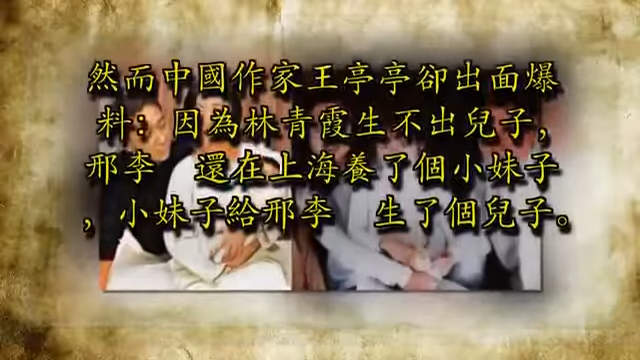 然而中國作家王亭亭卻出面爆
料：因為林青霞生不出兒子，
邢李　還在上海養了個小妹子
，小妹子給邢李　生了個兒子。